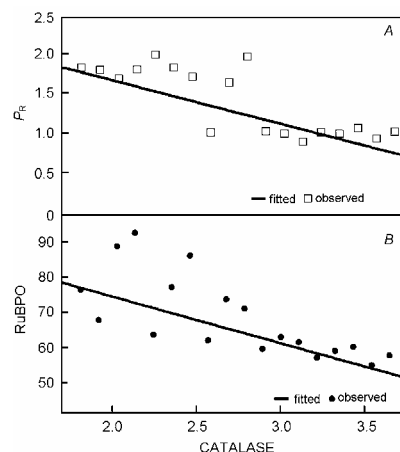 2.5
A
2.0
1.5
P_R
1.0
0.5
fitted observed
0
B
90
80
RuBPO
70
60
50
fitted observed
2.0 2.5 3.0 3.5
CATALASE